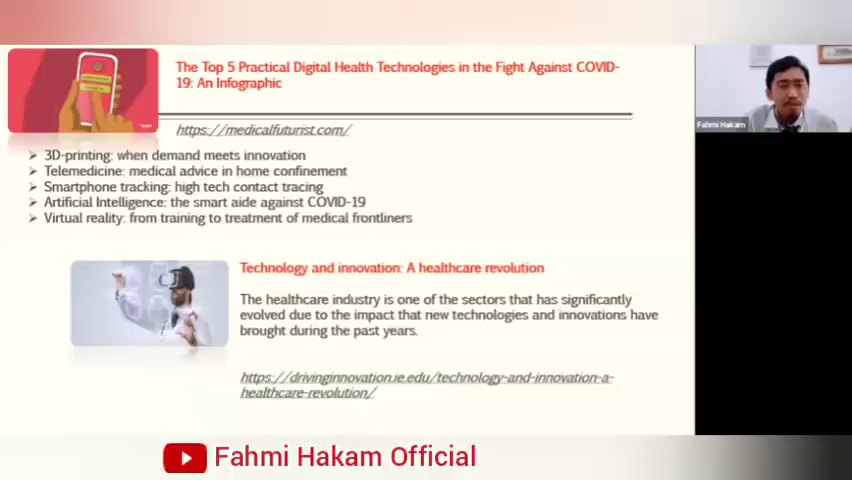 The Top 5 Practical Digital Health Technologies in the Fight Against COVID-
19: An Infographic
https://medicalfuturist.com/
3D-printing: when demand meets innovation
Telemedicine: medical advice in home confinement
Smartphone tracking: high tech contact tracing
Artificial Intelligence: the smart aide against COVID-19
Virtual reality: from training to treatment of medical frontliners
Technology and innovation: A healthcare revolution
The healthcare industry is one of the sectors that has significantly
evolved due to the impact that new technologies and innovations have
brought during the past years.
https://drivinginnovation.ie.edu/technology-and-innovation-a-
healthcare-revolution/
Fahmi Hakam
Fahmi Hakam Official